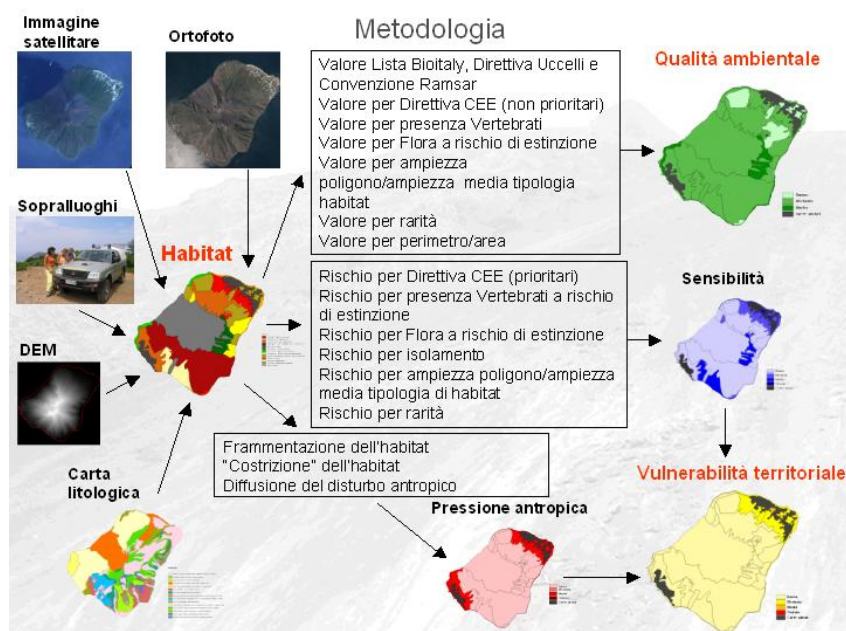 Metodologia
Immagine
satellitare
Ortofoto
Valore Lista Bioitaly, Direttiva Uccelli e
Convenzione Ramsar
Valore per Direttiva CEE (non prioritari)
Valore per presenza Vertebrati
Valore per Flora a rischio di estinzione
Valore per ampiezza
poligono/ampiezza media tipologia
habitat
Valore per rarità
Valore per perimetro/area
Qualità ambientale
Sopralluoghi
Habitat
Rischio per Direttiva CEE (prioritari)
Rischio per presenza Vertebrati a rischio
di estinzione
Rischio per Flora a rischio di estinzione
Rischio per isolamento
Rischio per ampiezza poligono/ampiezza
media tipologia di habitat
Rischio per rarità
Sensibilità
DEM
Frammentazione dell'habitat
"Costrizione" dell'habitat
Diffusione del disturbo antropico
Carta
litologica
Pressione antropica
Vulnerabilità territoriale